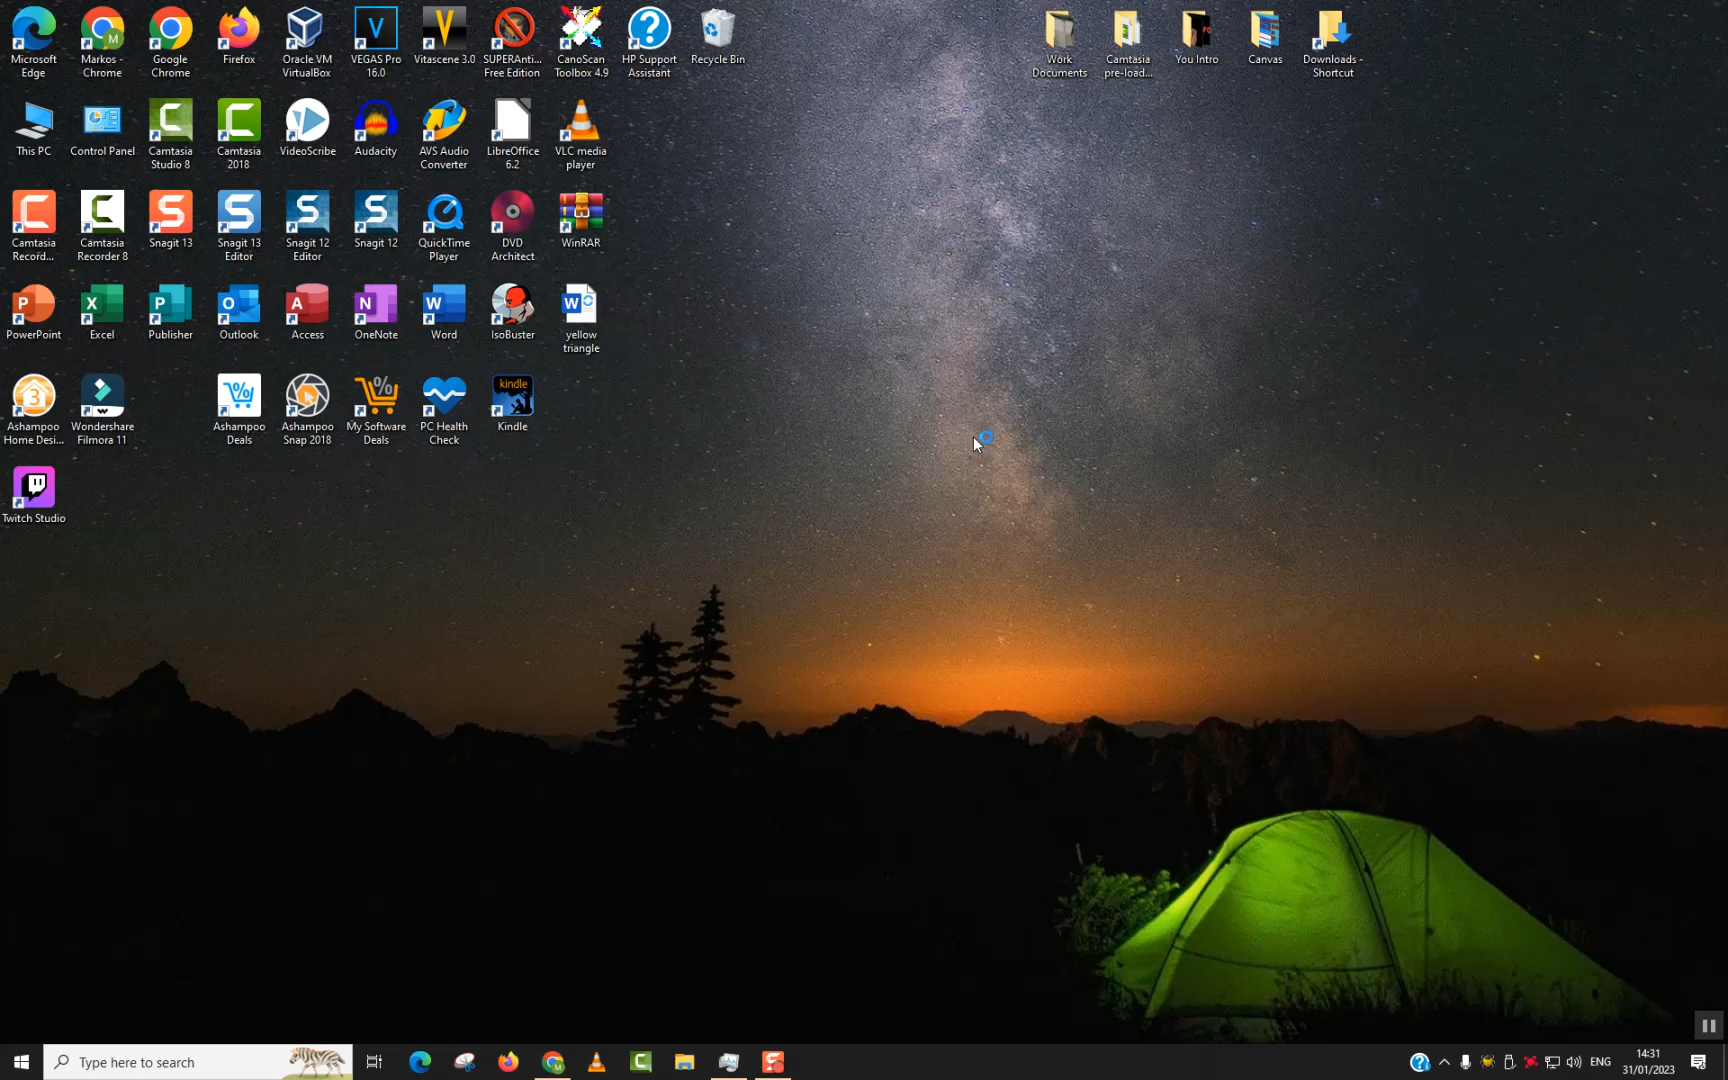 Microsoft Edge
Markos - Chrome
Google Chrome
Firefox
Oracle VM VirtualBox
VEGAS Pro 16.0
Vitascene 3.0
SUPERAnti... Free Edition
CanoScan Toolbox 4.9
HP Support Assistant
Recycle Bin
Work Documents
Camtasia pre-load...
You Intro
Canvas
Downloads - Shortcut
This PC
Control Panel
Camtasia Studio 8
Camtasia 2018
VideoScribe
Audacity
AVS Audio Converter
LibreOffice 6.2
VLC media player
Camtasia Record...
Camtasia Recorder 8
Snagit 13
Snagit 13 Editor
Snagit 12 Editor
Snagit 12
QuickTime Player
DVD Architect
WinRAR
PowerPoint
Excel
Publisher
Outlook
Access
OneNote
Word
IsoBuster
yellow triangle
Ashampoo Home Desi...
Wondershare Filmora 11
Ashampoo Deals
Ashampoo Snap 2018
My Software Deals
PC Health Check
kindle
Kindle
Twitch Studio
Type here to search
ENG
14:31
31/01/2023